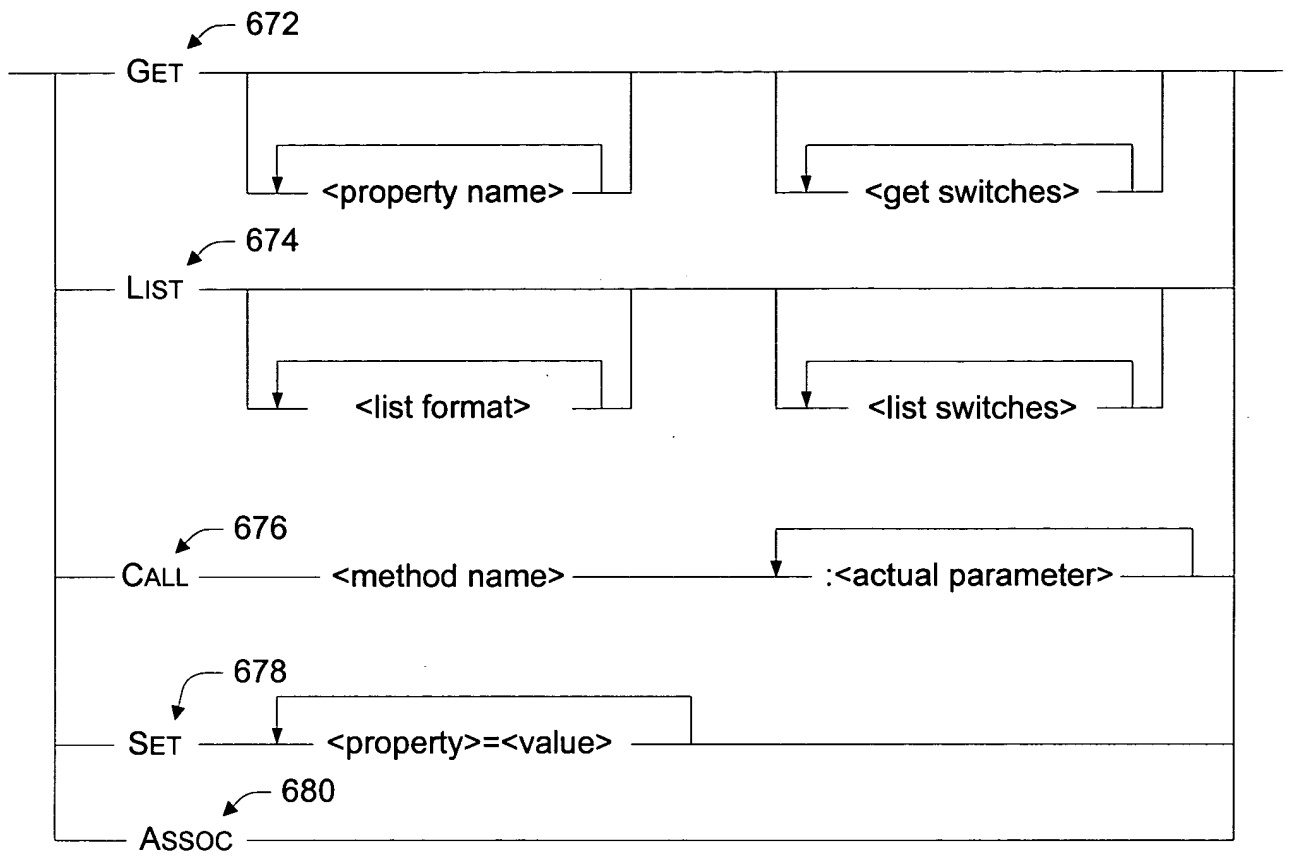 672
GET
<property name> <get switches>
674
LIST
<list format> <list switches>
676
CALL <method name> :<actual parameter>
678
SET <property>=<value>
680
ASSOC